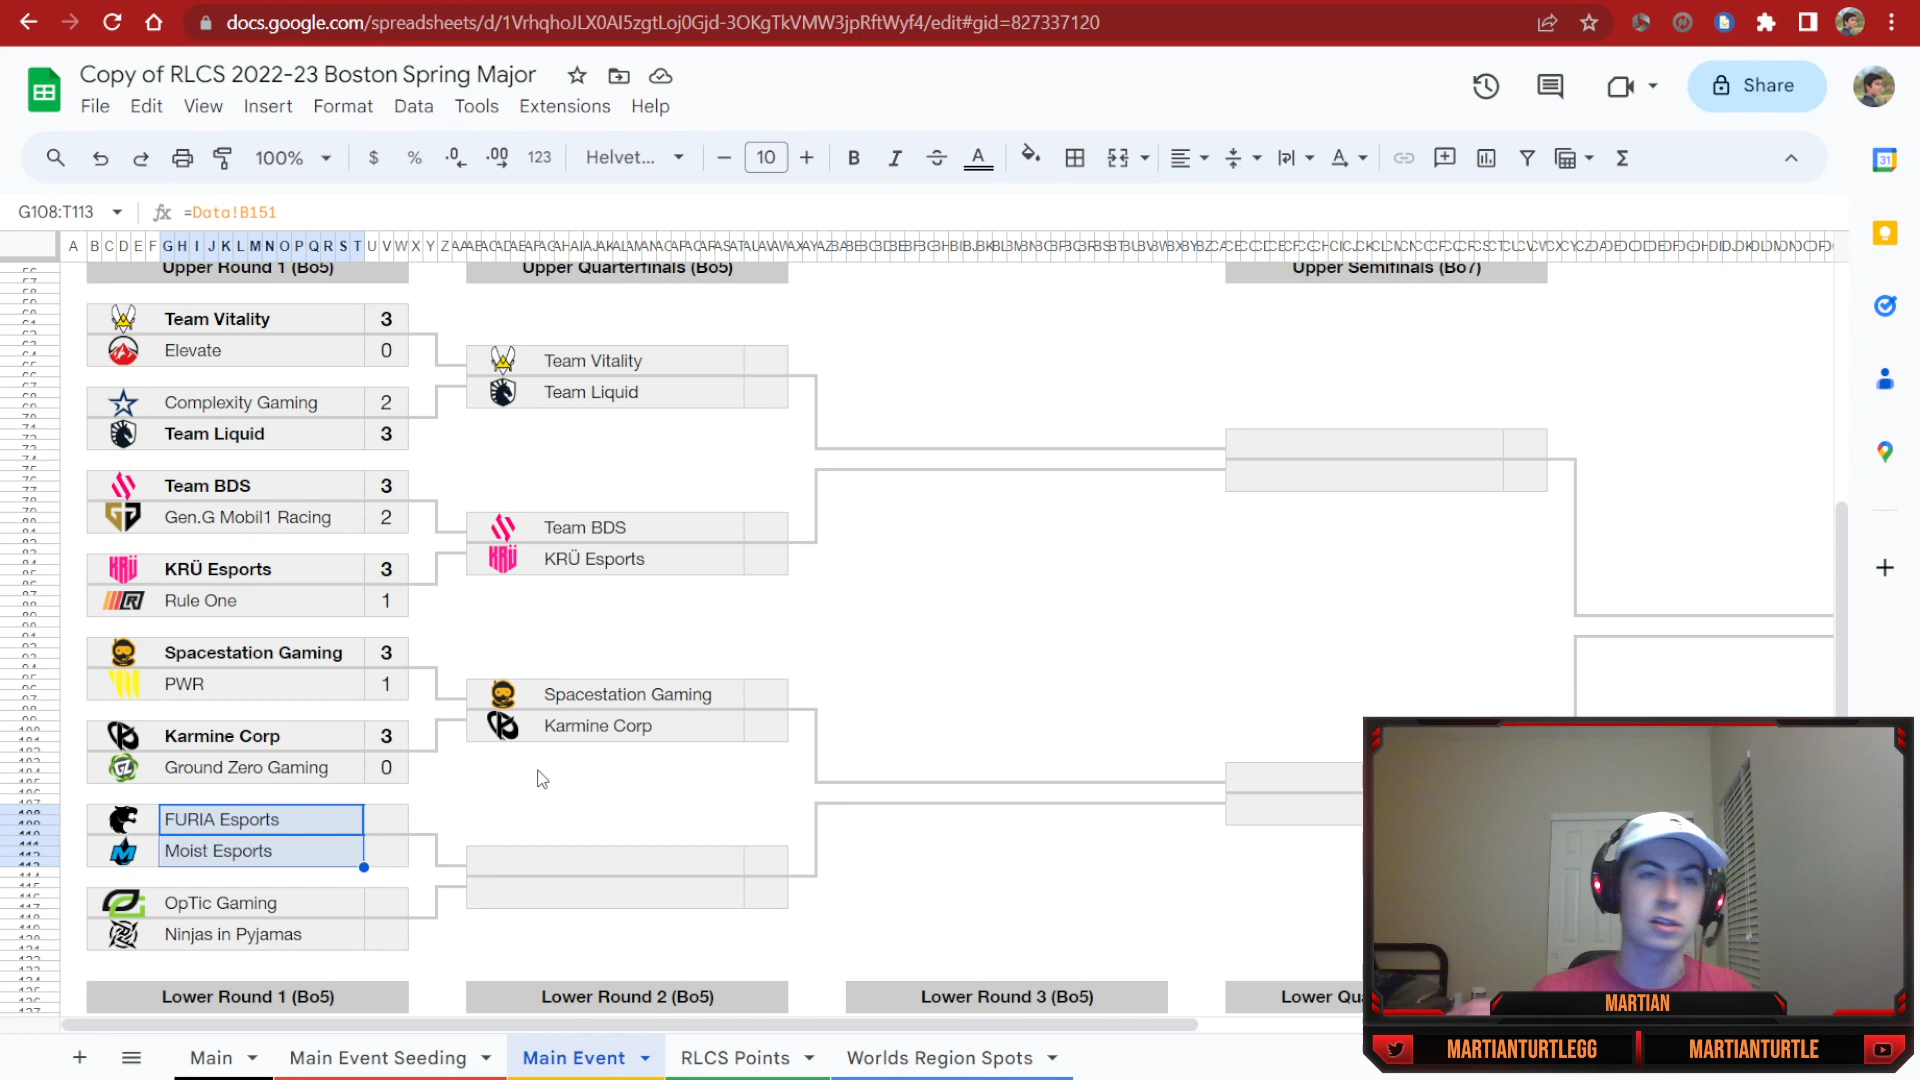 docs.google.com/spreadsheets/d/1VrhqhoJLX0AI5zgtLoj0Gjd-3OKgTkVMW3jpRftWyf4/edit#gid=827337120
Copy of RLCS 2022-23 Boston Spring Major
File Edit View Insert Format Data Tools Extensions Help
Share
100% $ % .0 .00 123 Helvet... 10 B I A
G108:T113 fx =Data!B151
A B C D E F G H I J K L M N O P Q R S T U V W X Y Z
Upper Round 1 (Bo5) Upper Quarterfinals (Bo5) Upper Semifinals (Bo7)
Team Vitality 3
Elevate 0
Team Vitality
Team Liquid
Complexity Gaming 2
Team Liquid 3
Team BDS 3
Gen.G Mobil1 Racing 2
Team BDS
KRÜ Esports
KRÜ Esports 3
Rule One 1
Spacestation Gaming 3
PWR 1
Spacestation Gaming
Karmine Corp
Karmine Corp 3
Ground Zero Gaming 0
FURIA Esports
Moist Esports
OpTic Gaming
Ninjas in Pyjamas
Lower Round 1 (Bo5) Lower Round 2 (Bo5) Lower Round 3 (Bo5) Lower Qu
Main Main Event Seeding Main Event RLCS Points Worlds Region Spots
MARTIAN
MARTIANTURTLEGG MARTIANTURTLE